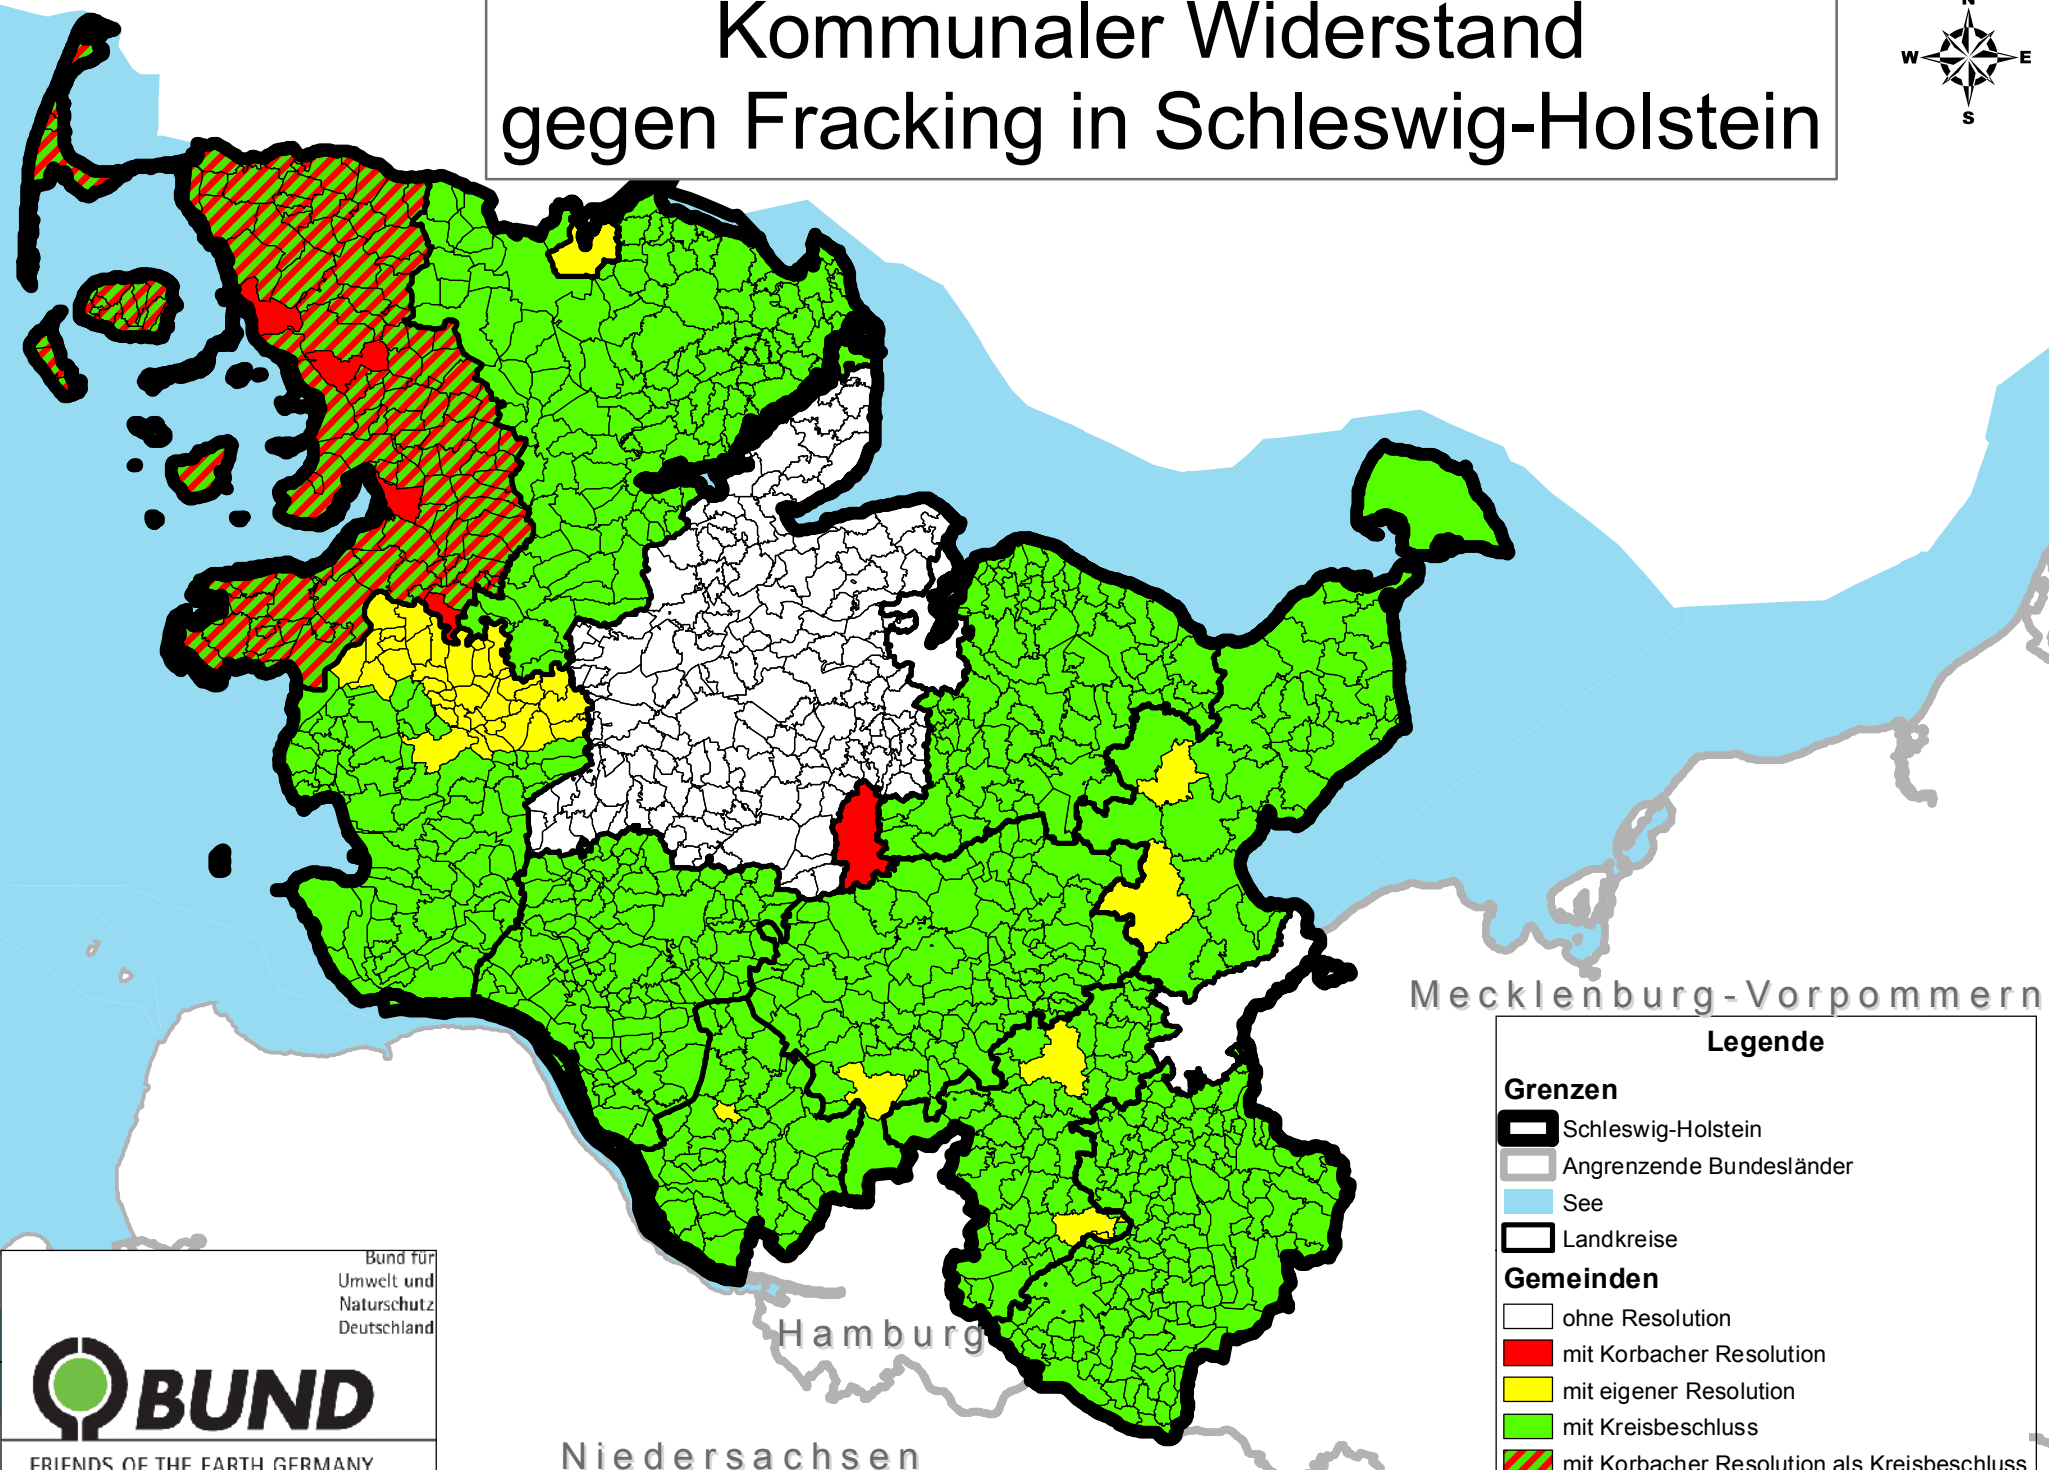 Kommunaler Widerstand
gegen Fracking in Schleswig-Holstein
N
W E
S
Mecklenburg-Vorpommern
Legende
Grenzen
Schleswig-Holstein
Angrenzende Bundesländer
See
Landkreise
Gemeinden
ohne Resolution
mit Korbacher Resolution
mit eigener Resolution
mit Kreisbeschluss
mit Korbacher Resolution als Kreisbeschluss
Hamburg
Niedersachsen
Bund für
Umwelt und
Naturschutz
Deutschland
BUND
FRIENDS OF THE EARTH GERMANY